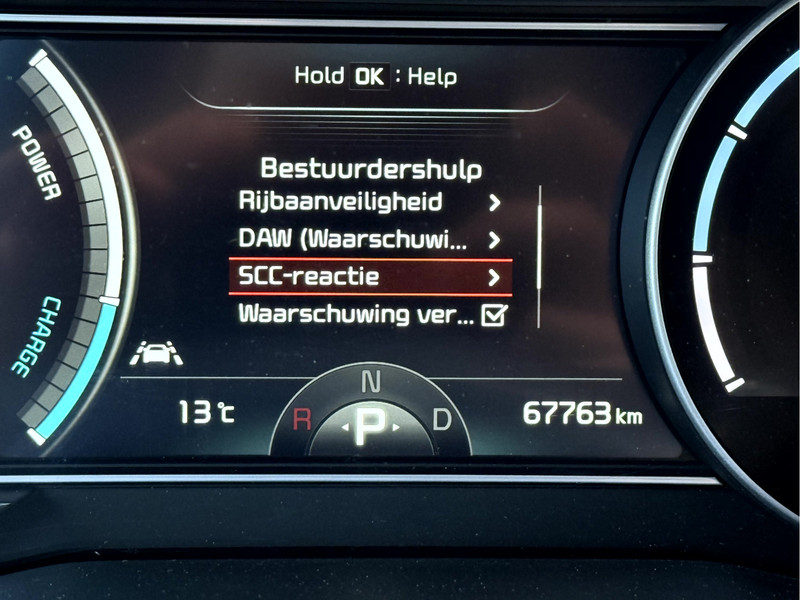 Hold OK : Help
POWER
Bestuurdershulp
Rijbaanveiligheid
DAW (Waarschuwi...
SCC-reactie
Waarschuwing ver...
CHARGE
N
13 °C
R P D
67763 km